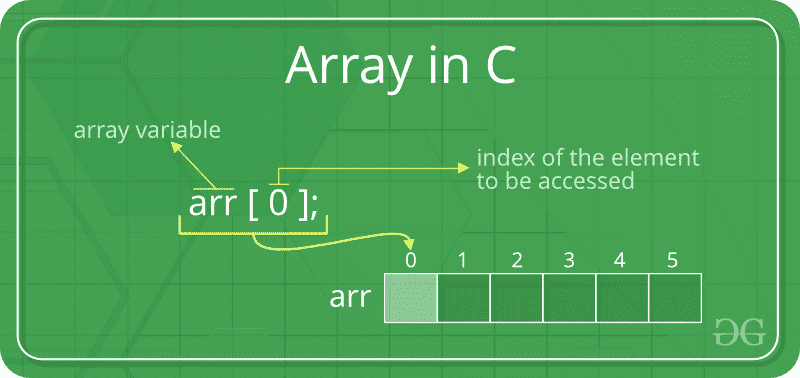 Array in C
array variable
index of the element
to be accessed
arr [ 0 ];
0 1 2 3 4 5
arr
GG